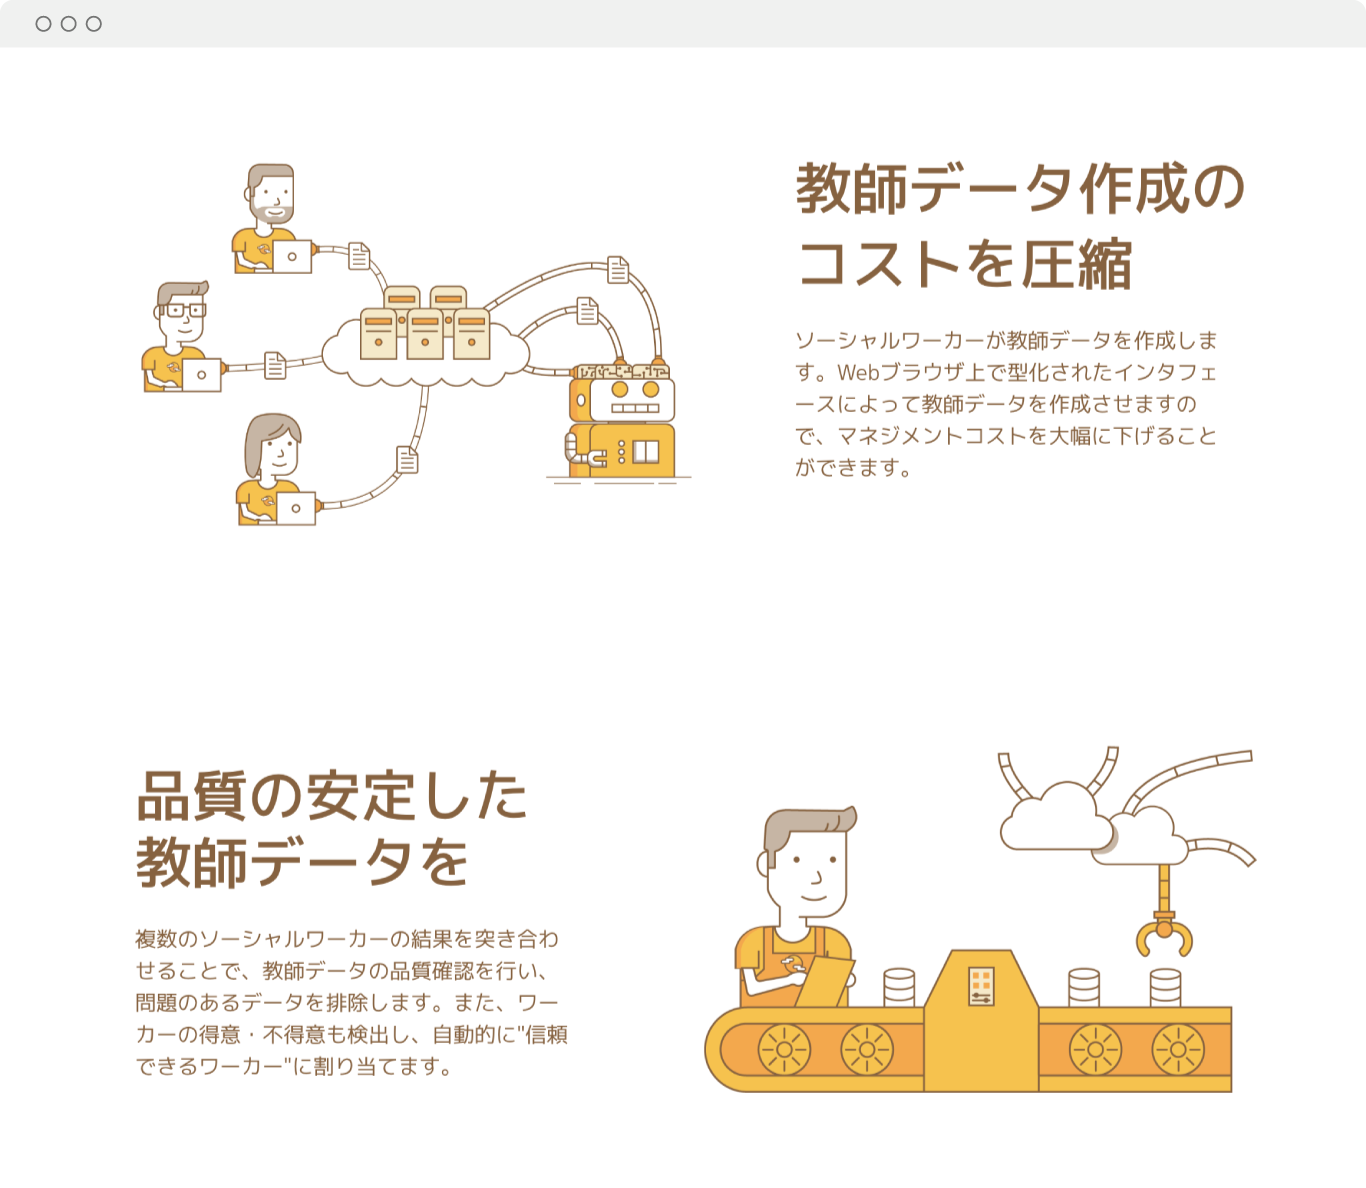 教師データ作成の
コストを圧縮
ソーシャルワーカーが教師データを作成しま
す。Webブラウザ上で型化されたインタフェ
ースによって教師データを作成させますの
で、マネジメントコストを大幅に下げること
ができます。
品質の安定した
教師データを
複数のソーシャルワーカーの結果を突き合わ
せることで、教師データの品質確認を行い、
問題のあるデータを排除します。また、ワー
カーの得意・不得意も検出し、自動的に"信頼
できるワーカー"に割り当てます。